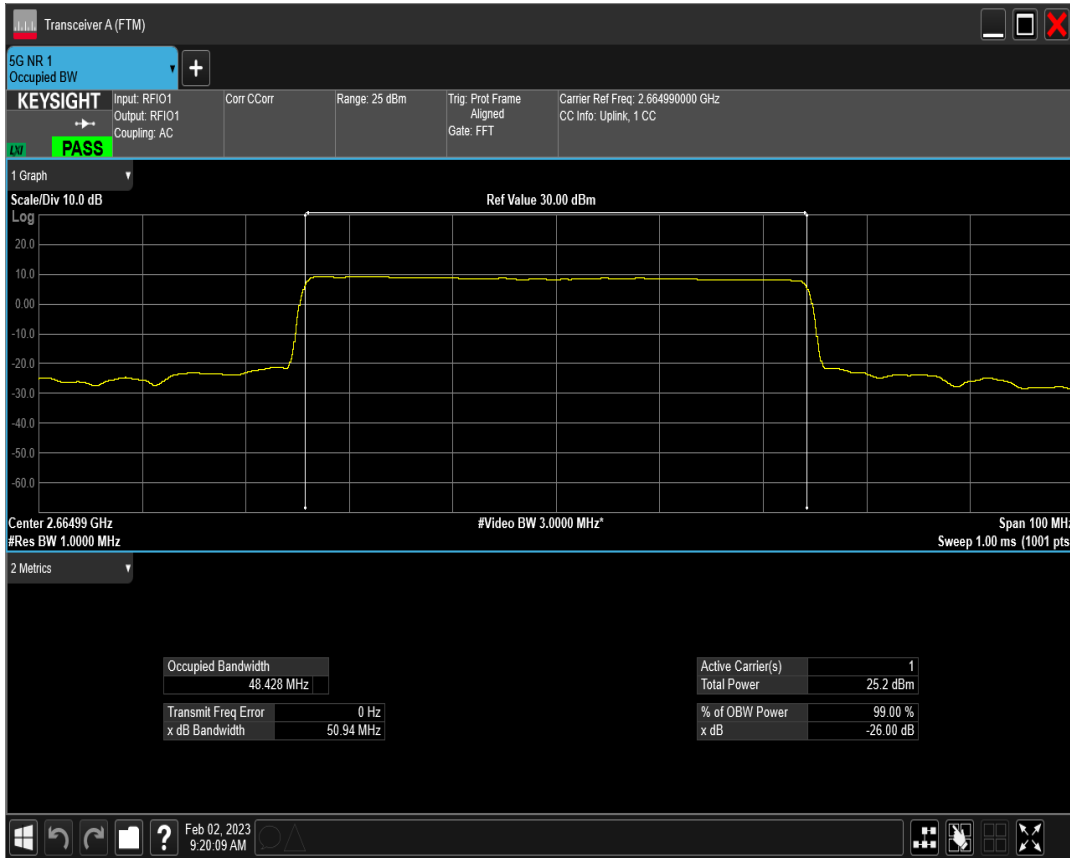 Transceiver A (FTM)
5G NR 1
Occupied BW
+
KEYSIGHT
LXI
PASS
Input: RFIO1
Output: RFIO1
Coupling: AC
Corr CCorr
Range: 25 dBm
Trig: Prot Frame
Aligned
Gate: FFT
Carrier Ref Freq: 2.664990000 GHz
CC Info: Uplink, 1 CC
1 Graph
Scale/Div 10.0 dB
Ref Value 30.00 dBm
Log
20.0
10.0
0.00
-10.0
-20.0
-30.0
-40.0
-50.0
-60.0
Center 2.66499 GHz
#Video BW 3.0000 MHz*
Span 100 MHz
#Res BW 1.0000 MHz
Sweep 1.00 ms (1001 pts
2 Metrics
Occupied Bandwidth
48.428 MHz
Transmit Freq Error 0 Hz
x dB Bandwidth 50.94 MHz
Active Carrier(s) 1
Total Power 25.2 dBm
% of OBW Power 99.00 %
x dB -26.00 dB
?
Feb 02, 2023
9:20:09 AM